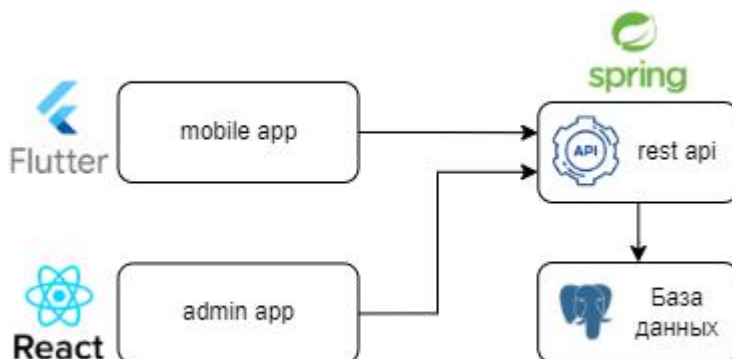 spring
Flutter
mobile app
API
rest api
React
admin app
База
данных